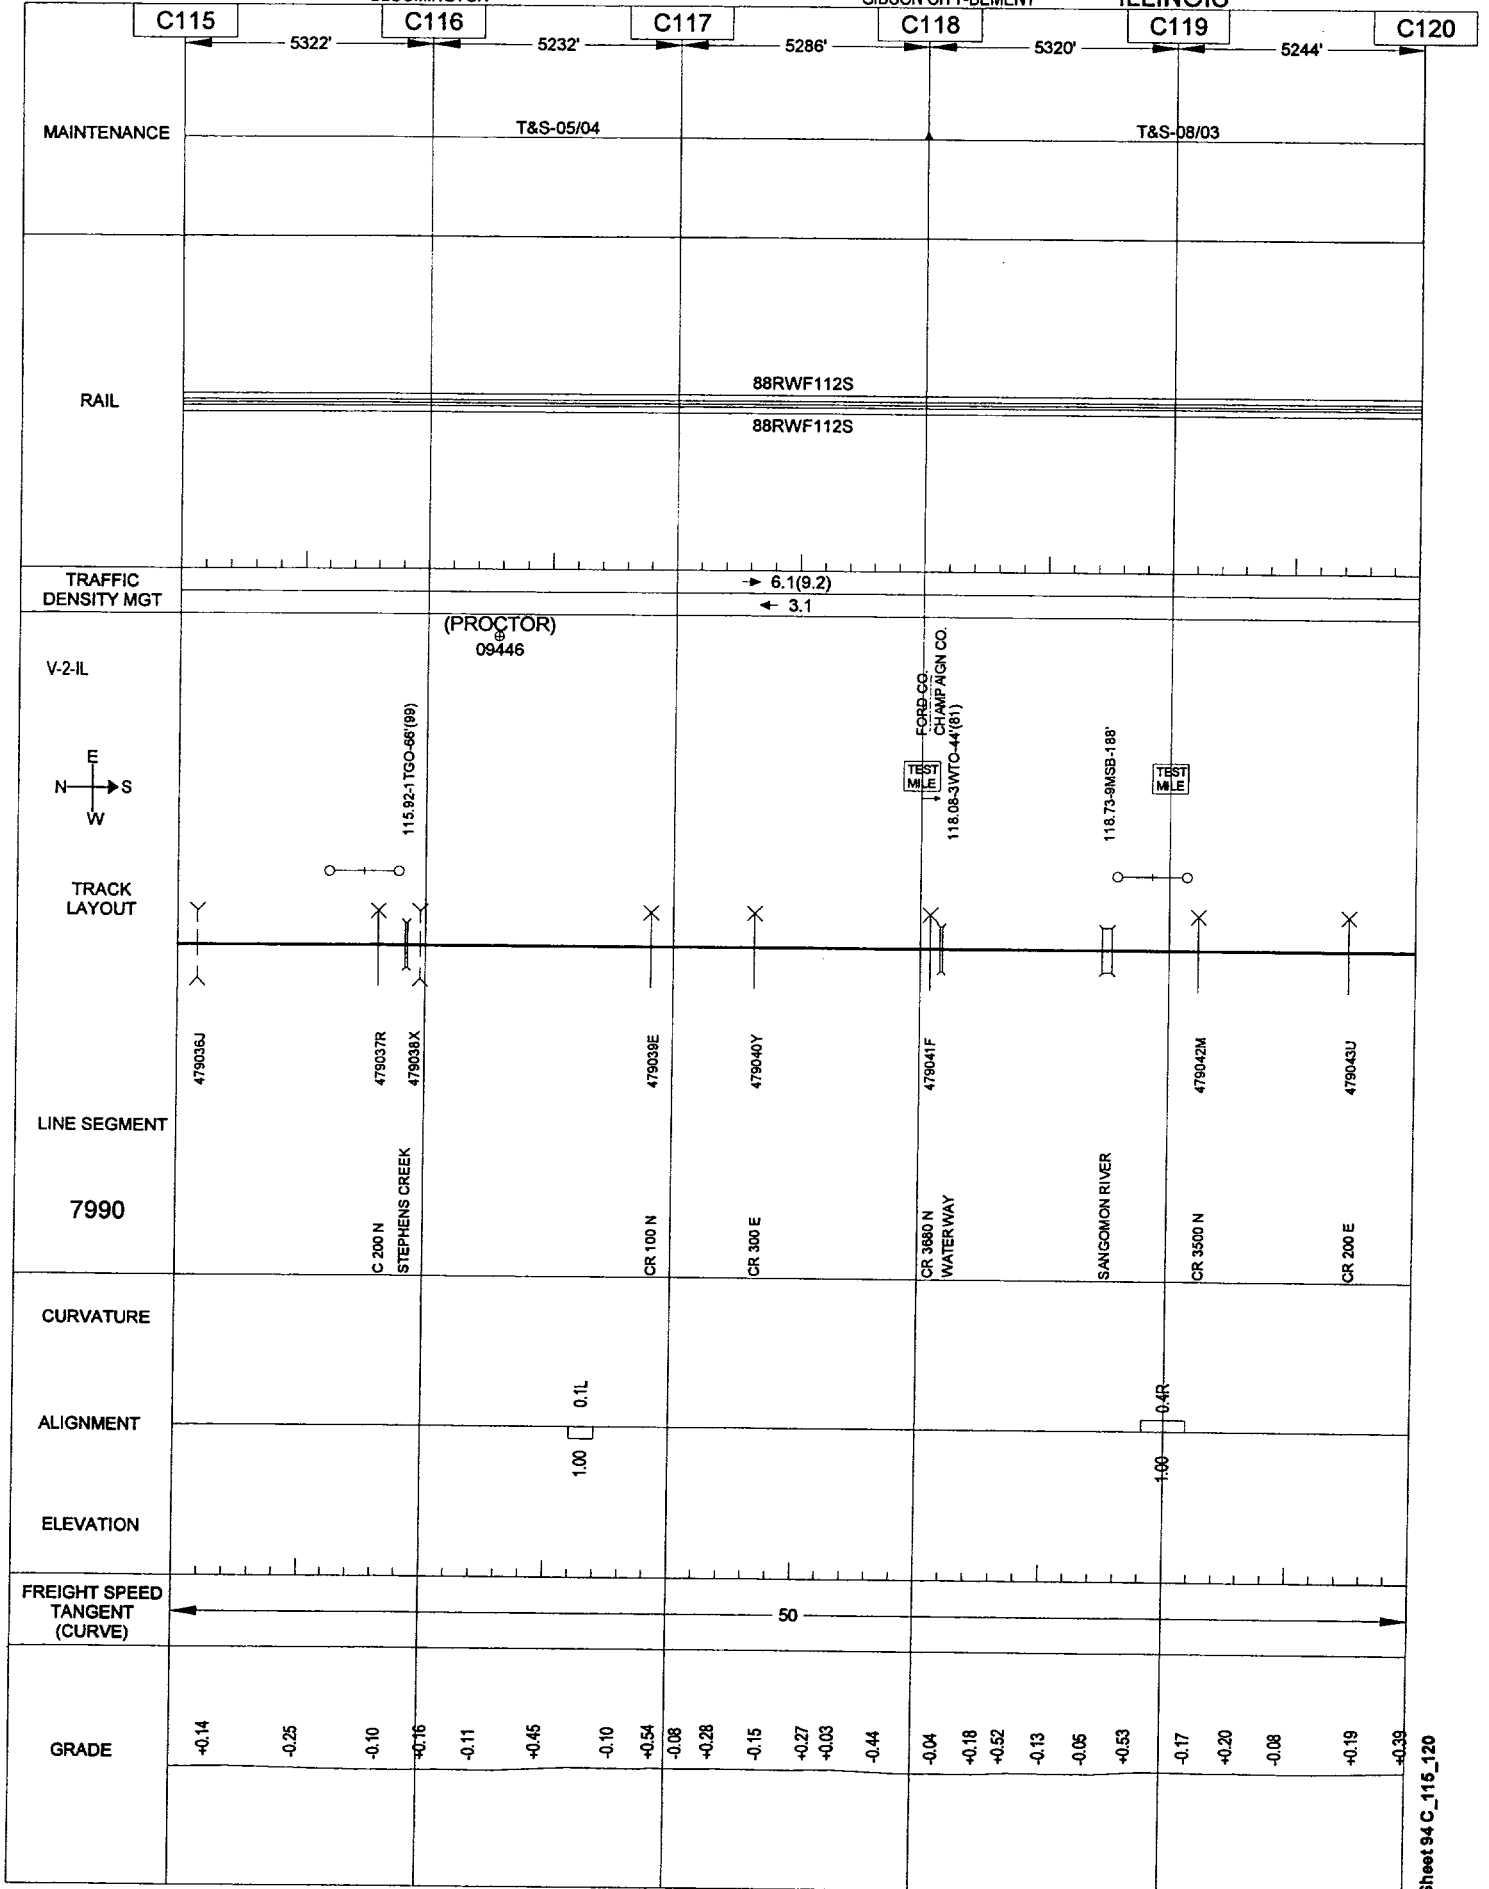 ILLINOIS
C115 C116 C117 C118 C119 C120
5322' 5232' 5286' 5320' 5244'
MAINTENANCE
T&S-05/04
T&S-08/03
RAIL
88RWF112S
88RWF112S
TRAFFIC
DENSITY MGT
6.1(9.2)
3.1
(PROCTOR)
09446
V-2-IL
E
N S
W
115.92-1TGO-66'(99)
FORD CO.
CHAMPAIGN CO.
TEST
MILE
118.08-3WTO-44'(81)
118.73-9MSB-188'
TEST
MILE
TRACK
LAYOUT
479036J
479037R
479038X
479039E
479040Y
479041F
479042M
479043U
LINE SEGMENT
7990
C 200 N
STEPHENS CREEK
CR 100 N
CR 300 E
CR 3680 N
WATERWAY
SANGOMON RIVER
CR 3500 N
CR 200 E
CURVATURE
ALIGNMENT
0.1L
1.00
0.4R
1.00
ELEVATION
FREIGHT SPEED
TANGENT
(CURVE)
50
GRADE
+0.14
-0.25
-0.10
+0.16
-0.11
+0.45
-0.10
+0.54
-0.08
+0.28
-0.15
+0.27
+0.03
-0.44
-0.04
+0.18
+0.52
-0.13
-0.05
+0.53
-0.17
+0.20
-0.08
+0.19
+0.39
Sheet 94 C_115_120